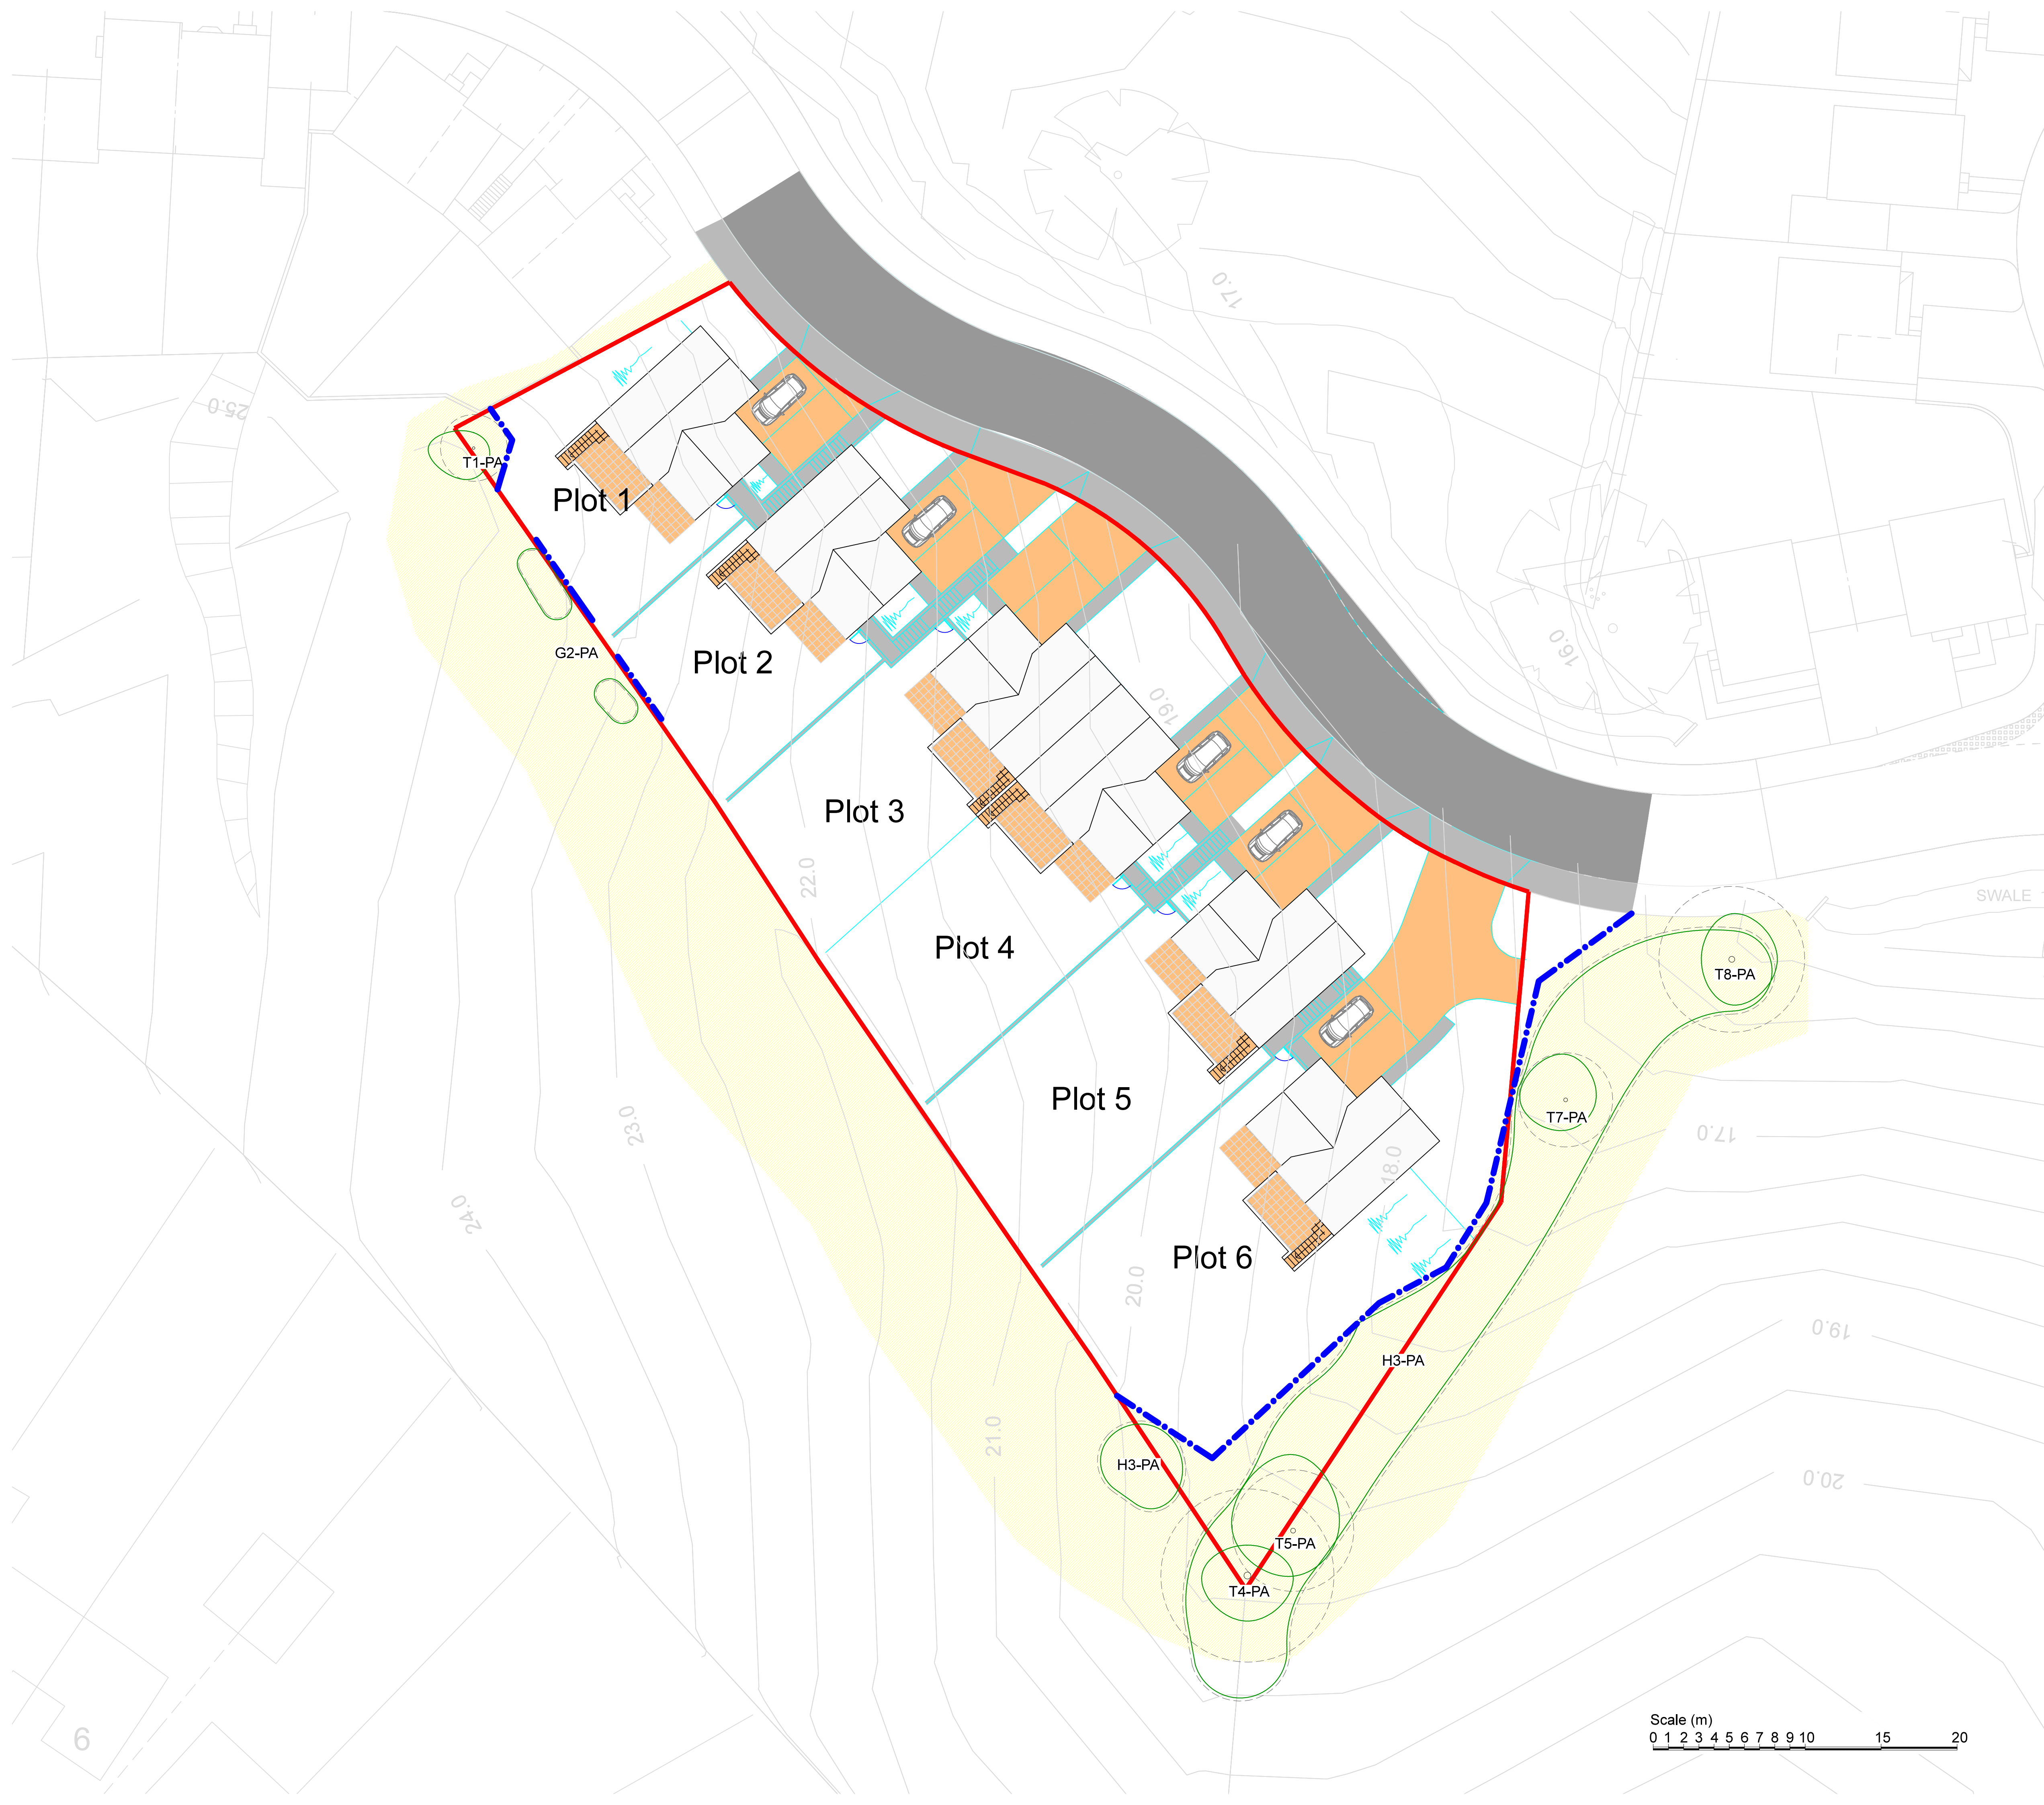 17.0
25.0
T1-PA
Plot 1
16.0
G2-PA
Plot 2
19.0
Plot 3
22.0
SWALE
Plot 4
T8-PA
Plot 5
T7-PA
23.0
17.0
18.0
24.0
Plot 6
20.0
19.0
H3-PA
21.0
H3-PA
20.0
T5-PA
T4-PA
Scale (m)
0 1 2 3 4 5 6 7 8 9 10 15 20
9